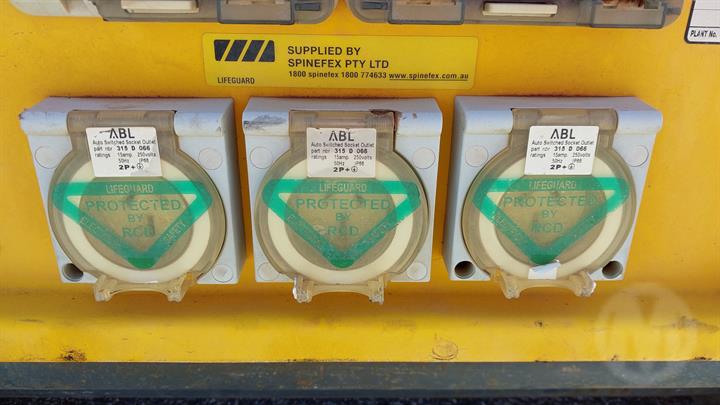 PLANT No.
SUPPLIED BY
SPINEFEX PTY LTD
LIFEGUARD
1800 spinefex 1800 774633 www.spinefex.com.au
ABL
Auto Switched Socket Outlet
part nbr 315 D 066
ratings 15amp 250volts
50Hz IP66
2P+
LIFEGUARD
PROTECTED
BY
RCD
ABL
Auto Switched Socket Outlet
part nbr 315 D 066
ratings 15amp 250volts
50Hz IP66
2P+
LIFEGUARD
PROTECTED
BY
RCD
ABL
Auto Switched Socket Outlet
part nbr 315 D 066
ratings 15amp 250volts
50Hz IP66
2P+
LIFEGUARD
PROTECTED
BY
RCD
M